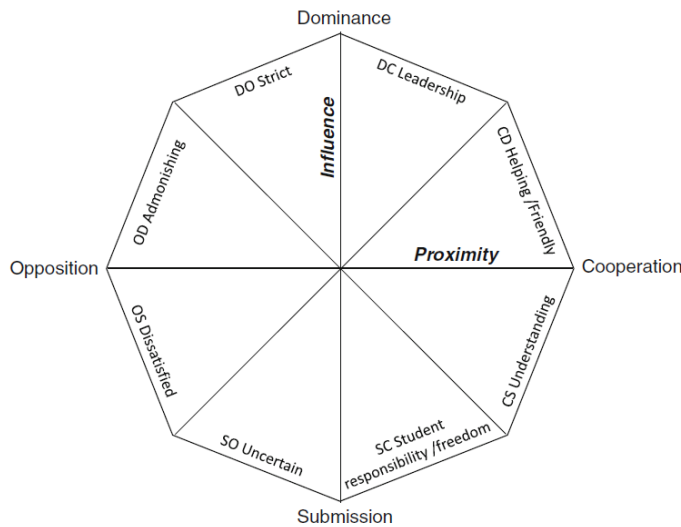 Dominance
DO Strict
DC Leadership
Influence
OD Admonishing
CD Helping /Friendly
Proximity
Opposition
Cooperation
OS Dissatisfied
CS Understanding
SO Uncertain
SC Student
responsibility /freedom
Submission